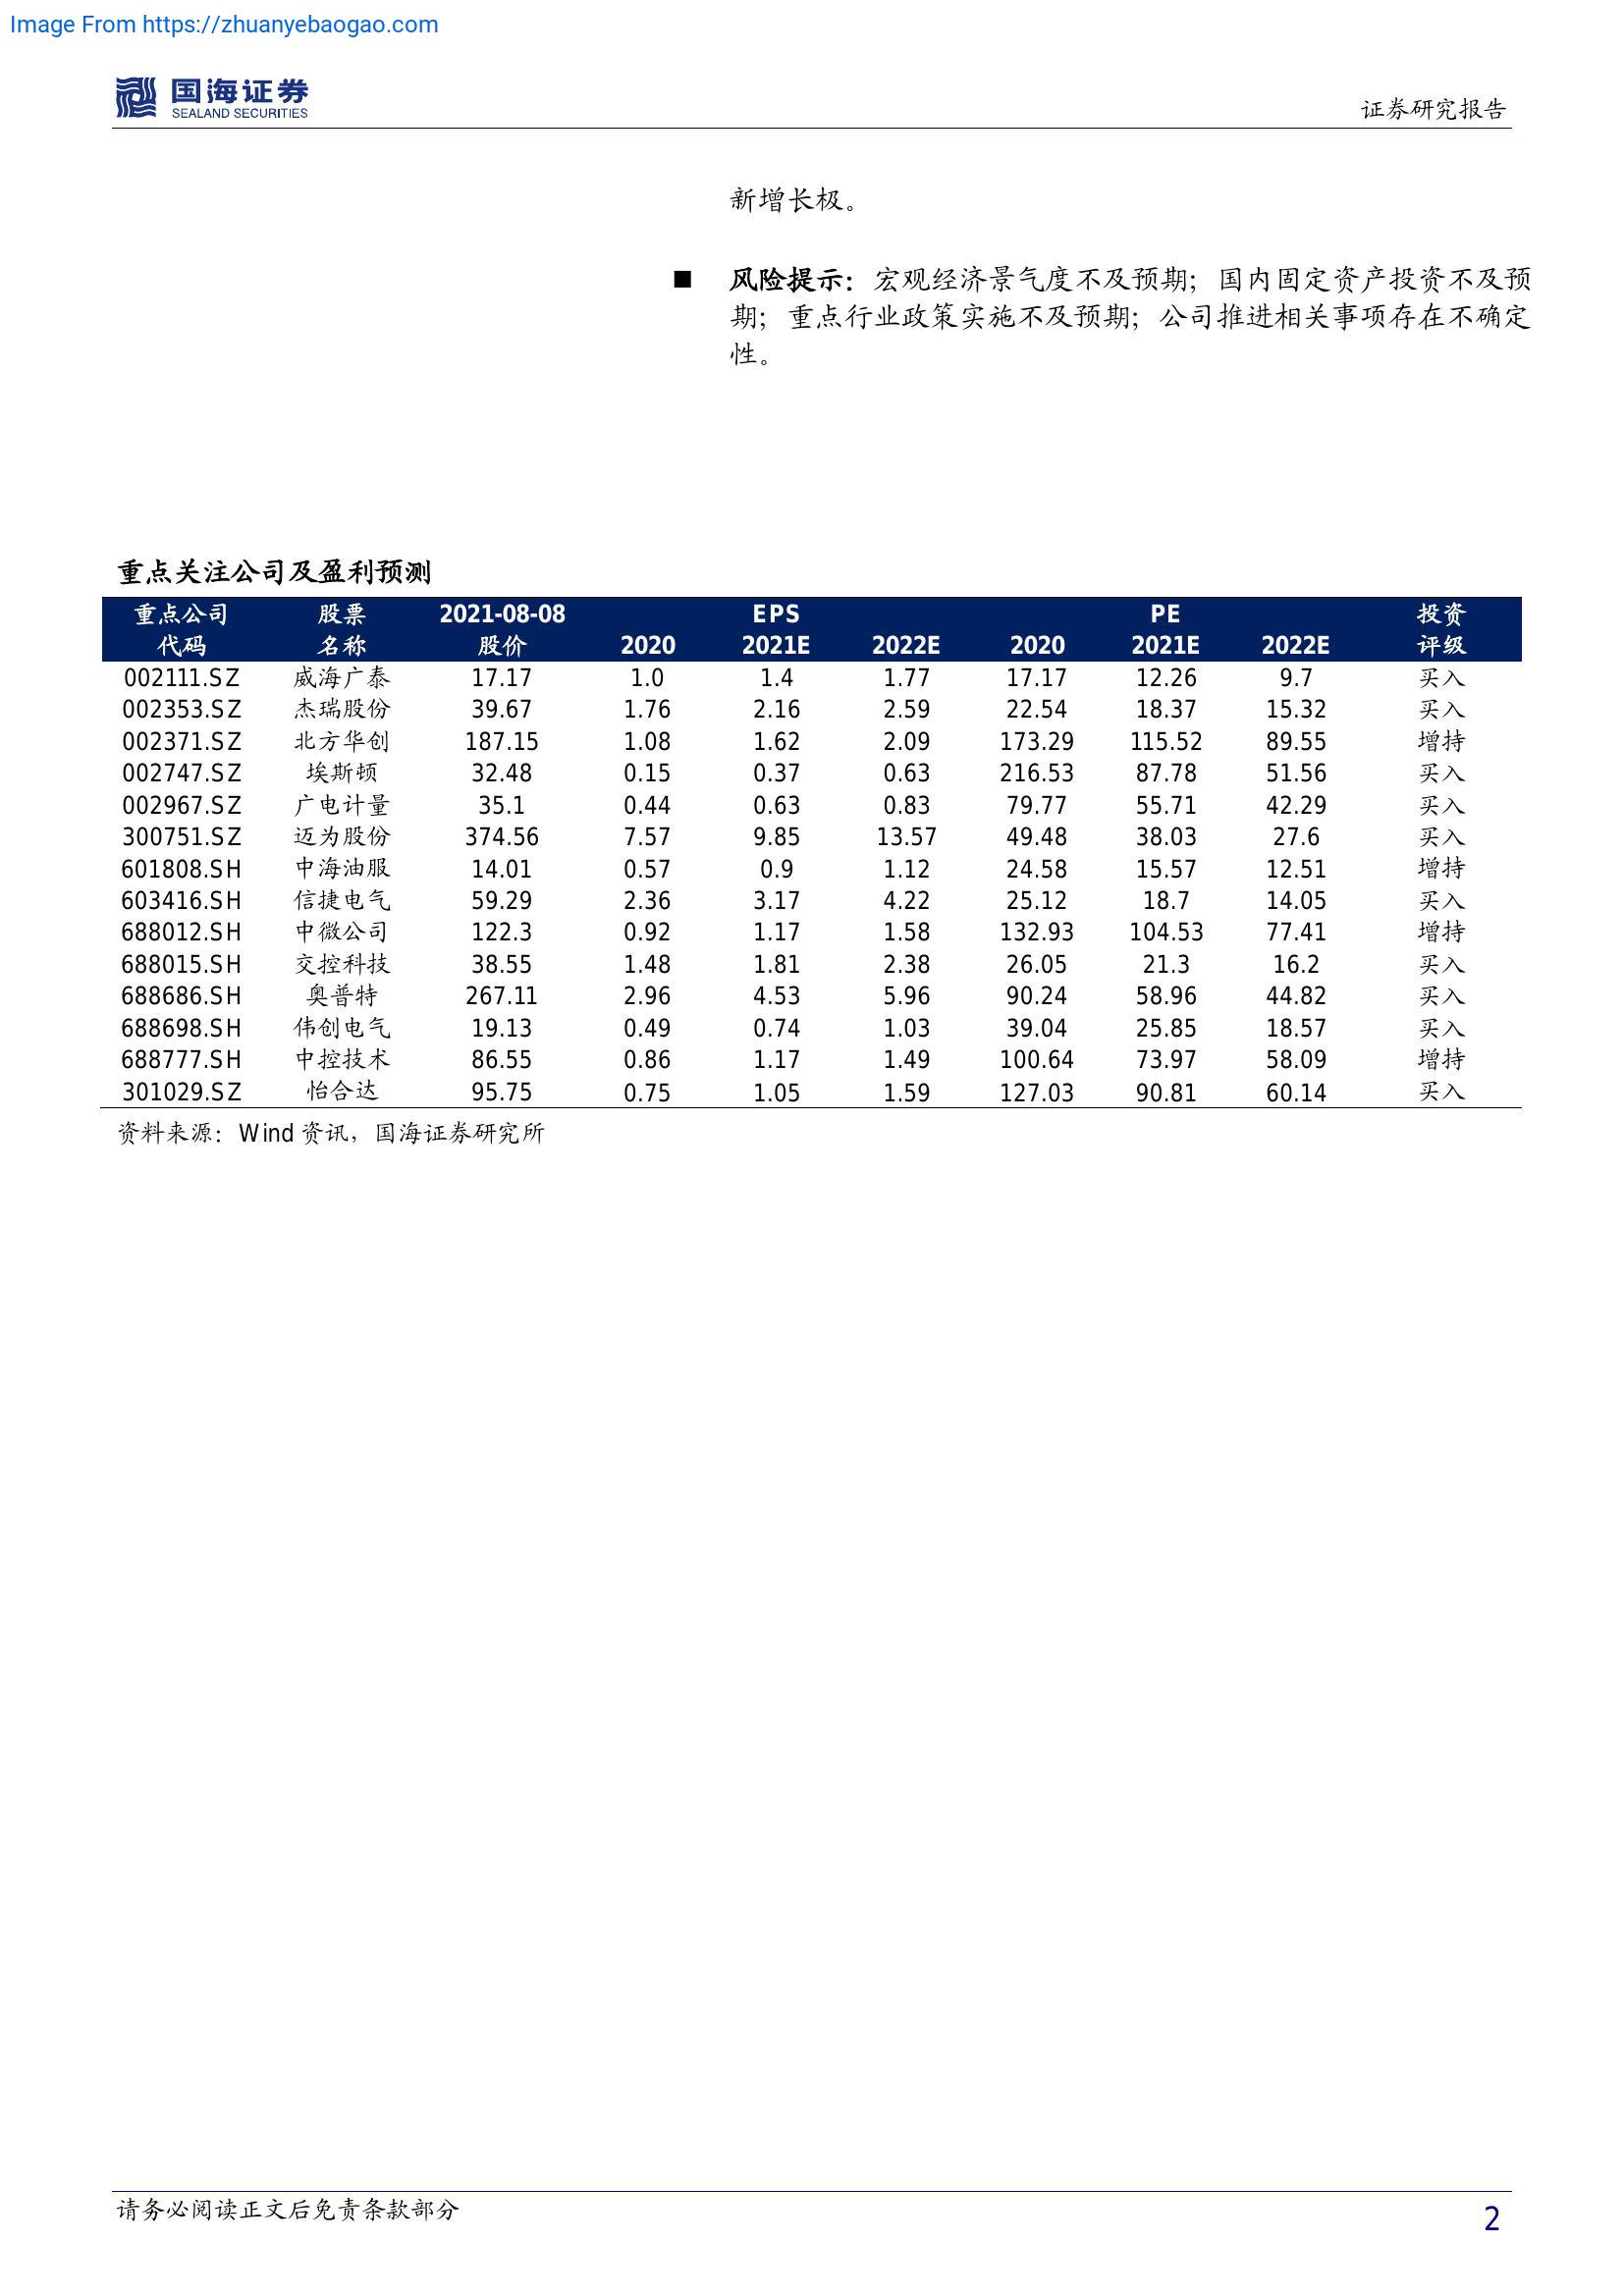 Image From https://zhuanyebaogao.com
国海证券
SEALAND SECURITIES
证券研究报告
新增长极。
■ 风险提示：宏观经济景气度不及预期；国内固定资产投资不及预
期；重点行业政策实施不及预期；公司推进相关事项存在不确定
性。
重点关注公司及盈利预测
重点公司 股票 2021-08-08 EPS PE 投资
代码 名称 股价 2020 2021E 2022E 2020 2021E 2022E 评级
002111.SZ 威海广泰 17.17 1.0 1.4 1.77 17.17 12.26 9.7 买入
002353.SZ 杰瑞股份 39.67 1.76 2.16 2.59 22.54 18.37 15.32 买入
002371.SZ 北方华创 187.15 1.08 1.62 2.09 173.29 115.52 89.55 增持
002747.SZ 埃斯顿 32.48 0.15 0.37 0.63 216.53 87.78 51.56 买入
002967.SZ 广电计量 35.1 0.44 0.63 0.83 79.77 55.71 42.29 买入
300751.SZ 迈为股份 374.56 7.57 9.85 13.57 49.48 38.03 27.6 买入
601808.SH 中海油服 14.01 0.57 0.9 1.12 24.58 15.57 12.51 增持
603416.SH 信捷电气 59.29 2.36 3.17 4.22 25.12 18.7 14.05 买入
688012.SH 中微公司 122.3 0.92 1.17 1.58 132.93 104.53 77.41 增持
688015.SH 交控科技 38.55 1.48 1.81 2.38 26.05 21.3 16.2 买入
688686.SH 奥普特 267.11 2.96 4.53 5.96 90.24 58.96 44.82 买入
688698.SH 伟创电气 19.13 0.49 0.74 1.03 39.04 25.85 18.57 买入
688777.SH 中控技术 86.55 0.86 1.17 1.49 100.64 73.97 58.09 增持
301029.SZ 怡合达 95.75 0.75 1.05 1.59 127.03 90.81 60.14 买入
资料来源：Wind 资讯，国海证券研究所
请务必阅读正文后免责条款部分
2